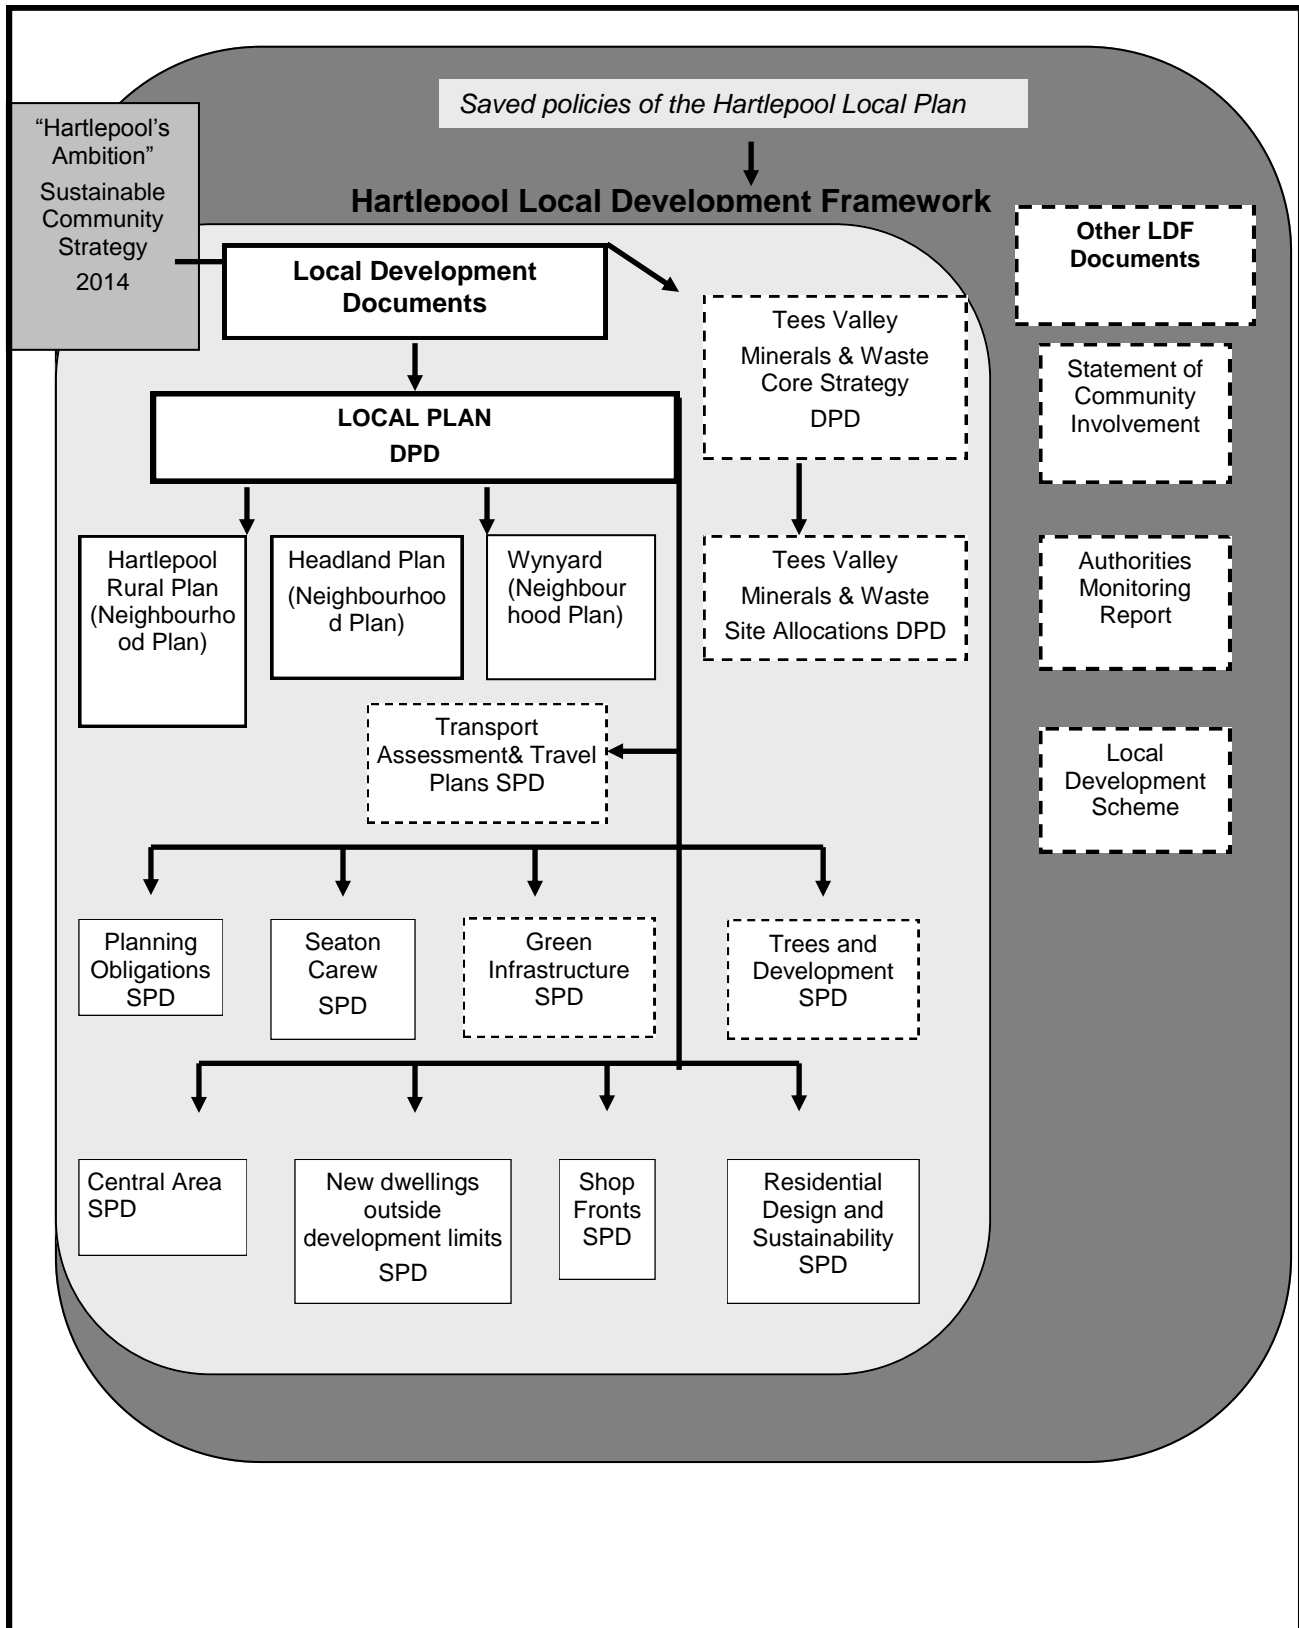 Saved policies of the Hartlepool Local Plan
“Hartlepool’s
Ambition”
Sustainable
Community
Strategy
2014
Hartlepool Local Development Framework
Other LDF
Documents
Local Development
Documents
Tees Valley
Minerals & Waste
Core Strategy
DPD
Statement of
Community
Involvement
LOCAL PLAN
DPD
Hartlepool
Rural Plan
(Neighbourho
od Plan)
Headland Plan
(Neighbourhoo
d Plan)
Wynyard
(Neighbour
hood Plan)
Tees Valley
Minerals & Waste
Site Allocations DPD
Authorities
Monitoring
Report
Transport
Assessment& Travel
Plans SPD
Local
Development
Scheme
Planning
Obligations
SPD
Seaton
Carew
SPD
Green
Infrastructure
SPD
Trees and
Development
SPD
Central Area
SPD
New dwellings
outside
development limits
SPD
Shop
Fronts
SPD
Residential
Design and
Sustainability
SPD